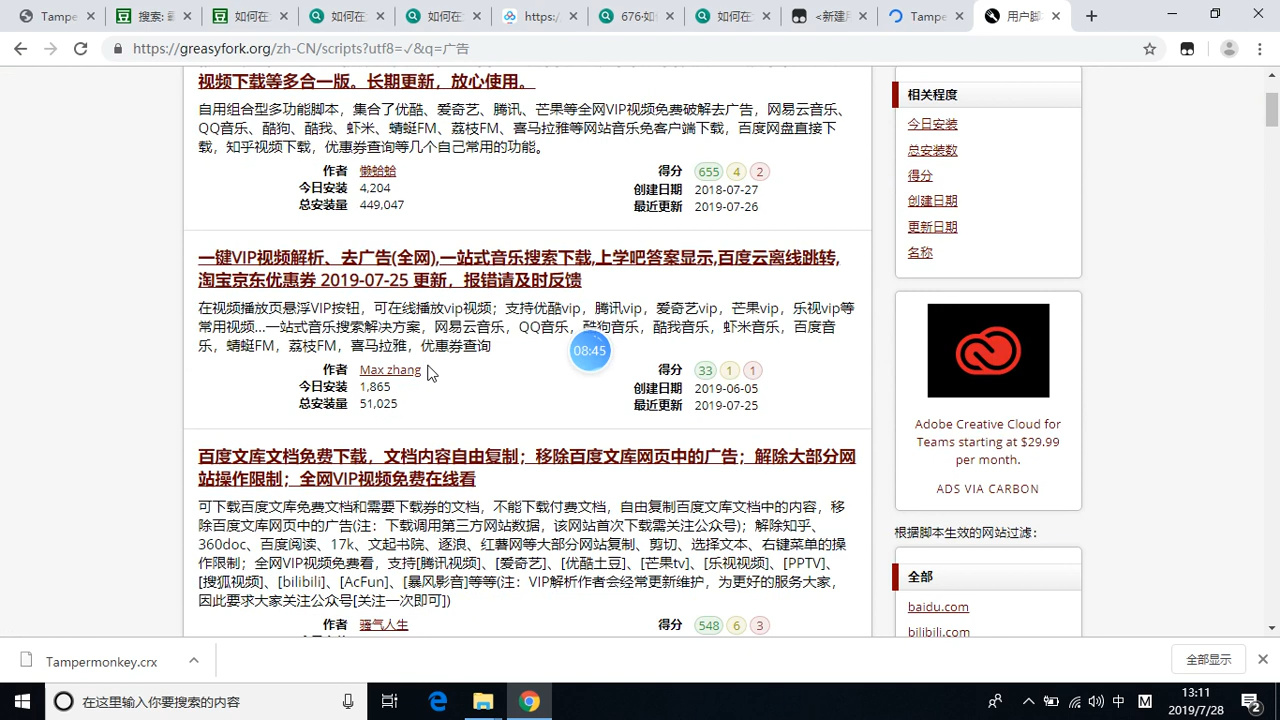 Tampe
搜索:
如何在
如何在
如何在
https:/
676·如
如何在
<新建用
Tampe
用户脚
https://greasyfork.org/zh-CN/scripts?utf8=✓&q=广告
视频下载等多合一版。长期更新，放心使用。
自用组合型多功能脚本，集合了优酷、爱奇艺、腾讯、芒果等全网VIP视频免费破解去广告，网易云音乐、
QQ音乐、酷狗、酷我、虾米、蜻蜓FM、荔枝FM、喜马拉雅等网站音乐免客户端下载，百度网盘直接下
载，知乎视频下载，优惠券查询等几个自己常用的功能。
作者 懒蛤蛤 得分 655 4 2
今日安装 4,204 创建日期 2018-07-27
总安装量 449,047 最近更新 2019-07-26
一键VIP视频解析、去广告(全网),一站式音乐搜索下载,上学吧答案显示,百度云离线跳转,
淘宝京东优惠券 2019-07-25 更新，报错请及时反馈
在视频播放页悬浮VIP按钮，可在线播放vip视频；支持优酷vip，腾讯vip，爱奇艺vip，芒果vip，乐视vip等
常用视频...一站式音乐搜索解决方案，网易云音乐，QQ音乐，酷狗音乐，酷我音乐，虾米音乐，百度音
乐，蜻蜓FM，荔枝FM，喜马拉雅，优惠券查询
08:45
作者 Max zhang 得分 33 1 1
今日安装 1,865 创建日期 2019-06-05
总安装量 51,025 最近更新 2019-07-25
百度文库文档免费下载，文档内容自由复制；移除百度文库网页中的广告；解除大部分网
站操作限制；全网VIP视频免费在线看
可下载百度文库免费文档和需要下载券的文档，不能下载付费文档，自由复制百度文库文档中的内容，移
除百度文库网页中的广告(注：下载调用第三方网站数据，该网站首次下载需关注公众号)；解除知乎、
360doc、百度阅读、17k、文起书院、逐浪、红薯网等大部分网站复制、剪切、选择文本、右键菜单的操
作限制；全网VIP视频免费看，支持[腾讯视频]、[爱奇艺]、[优酷土豆]、[芒果tv]、[乐视视频]、[PPTV]、
[搜狐视频]、[bilibili]、[AcFun]、[暴风影音]等等(注：VIP解析作者会经常更新维护，为更好的服务大家，
因此要求大家关注公众号[关注一次即可])
作者 骚气人生 得分 548 6 3
相关程度
今日安装
总安装数
得分
创建日期
更新日期
名称
Adobe Creative Cloud for
Teams starting at $29.99
per month.
ADS VIA CARBON
根据脚本生效的网站过滤：
全部
baidu.com
bilibili.com
Tampermonkey.crx
全部显示
在这里输入你要搜索的内容
中
M
13:11
2019/7/28
2